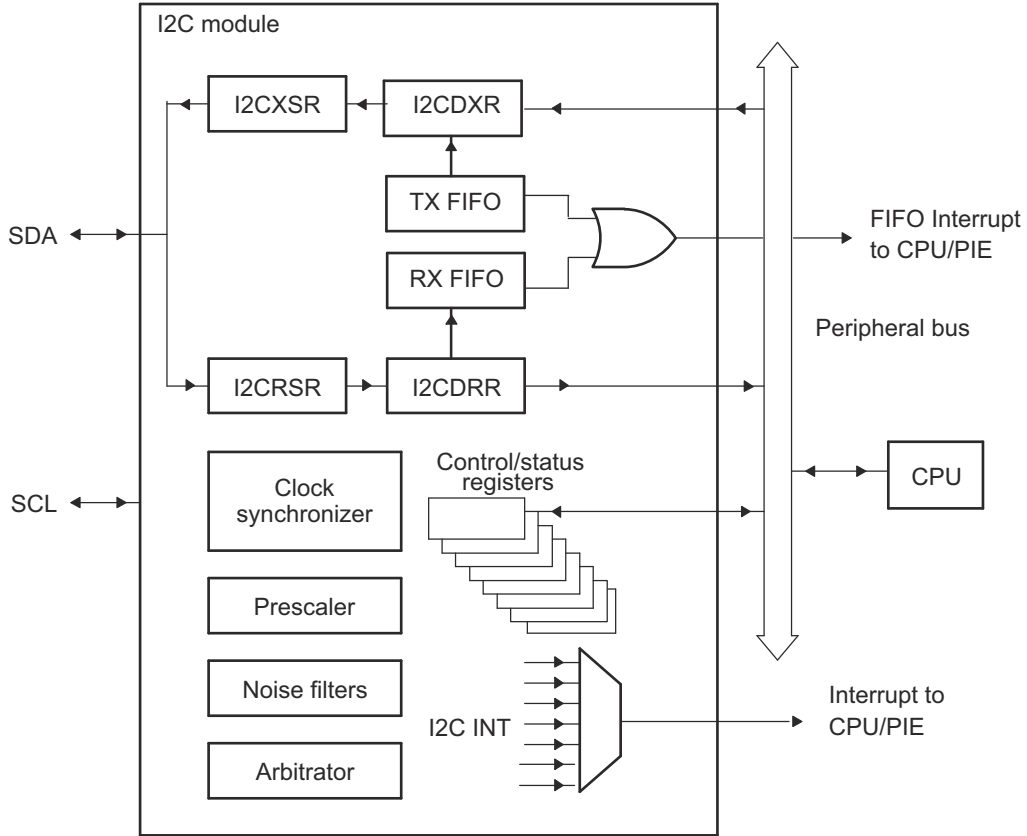 I2C module
I2CXSR
I2CDXR
TX FIFO
SDA
FIFO Interrupt
to CPU/PIE
RX FIFO
Peripheral bus
I2CRSR
I2CDRR
Control/status
registers
CPU
SCL
Clock
synchronizer
Prescaler
Noise filters
I2C INT
Interrupt to
CPU/PIE
Arbitrator